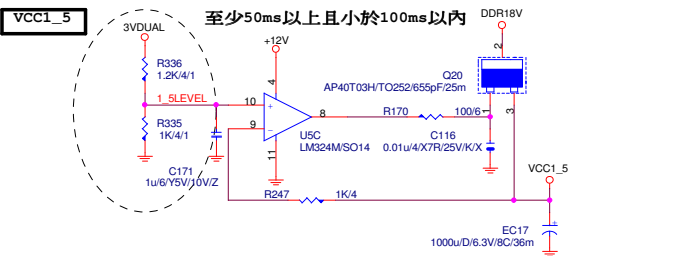 VCC1_5
至少50ms以上且小於100ms以內
DDR18V
3VDUAL
+12V
2
R336
1.2K/4/1
4
Q20
AP40T03H/TO252/655pF/25m
1_5LEVEL
10
+
8
R170
100/6
1
3
R335
1K/4/1
9
-
U5C
LM324M/SO14
C116
0.01u/4/X7R/25V/K/X
11
C171
1u/6/Y5V/10V/Z
VCC1_5
R247
1K/4
+
EC17
1000u/D/6.3V/8C/36m